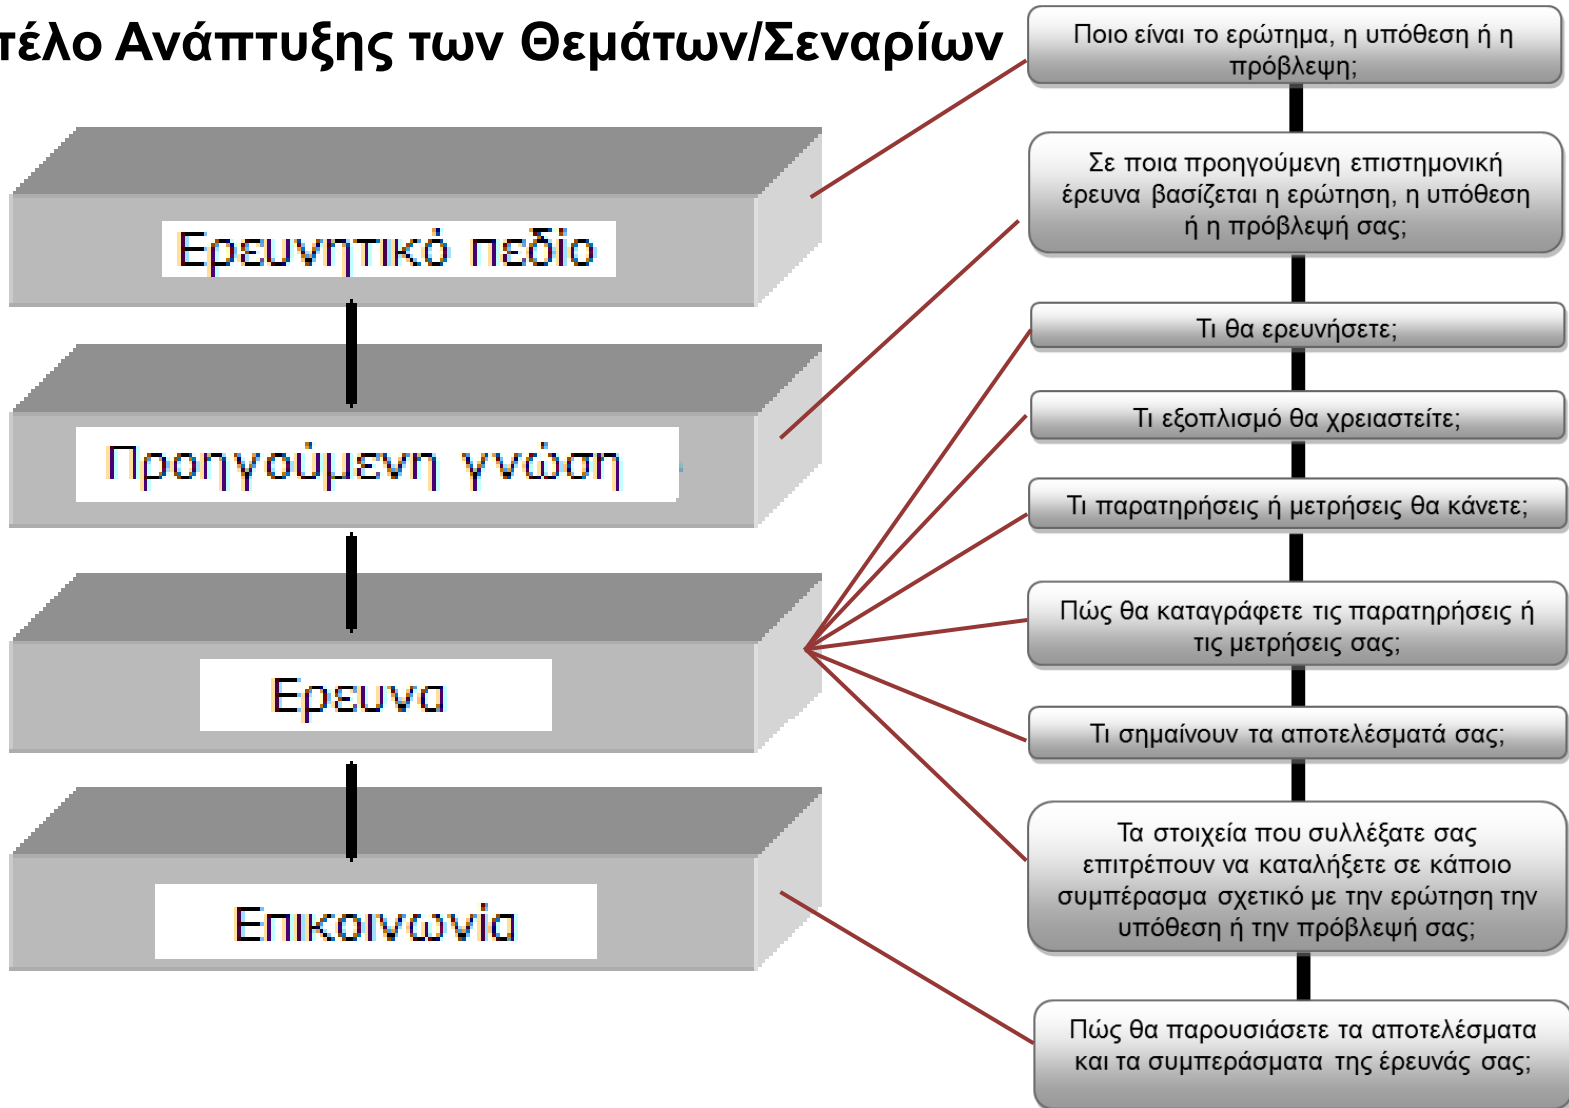 τέλο Ανάπτυξης των Θεμάτων/Σεναρίων
Ερευνητικό πεδίο
Προηγούμενη γνώση
Ερευνα
Επικοινωνία
Ποιο είναι το ερώτημα, η υπόθεση ή η
πρόβλεψη;
Σε ποια προηγούμενη επιστημονική
έρευνα βασίζεται η ερώτηση, η υπόθεση
ή η πρόβλεψή σας;
Τι θα ερευνήσετε;
Τι εξοπλισμό θα χρειαστείτε;
Τι παρατηρήσεις ή μετρήσεις θα κάνετε;
Πώς θα καταγράφετε τις παρατηρήσεις ή
τις μετρήσεις σας;
Τι σημαίνουν τα αποτελέσματά σας;
Τα στοιχεία που συλλέξατε σας
επιτρέπουν να καταλήξετε σε κάποιο
συμπέρασμα σχετικό με την ερώτηση την
υπόθεση ή την πρόβλεψή σας;
Πώς θα παρουσιάσετε τα αποτελέσματα
και τα συμπεράσματα της έρευνάς σας;